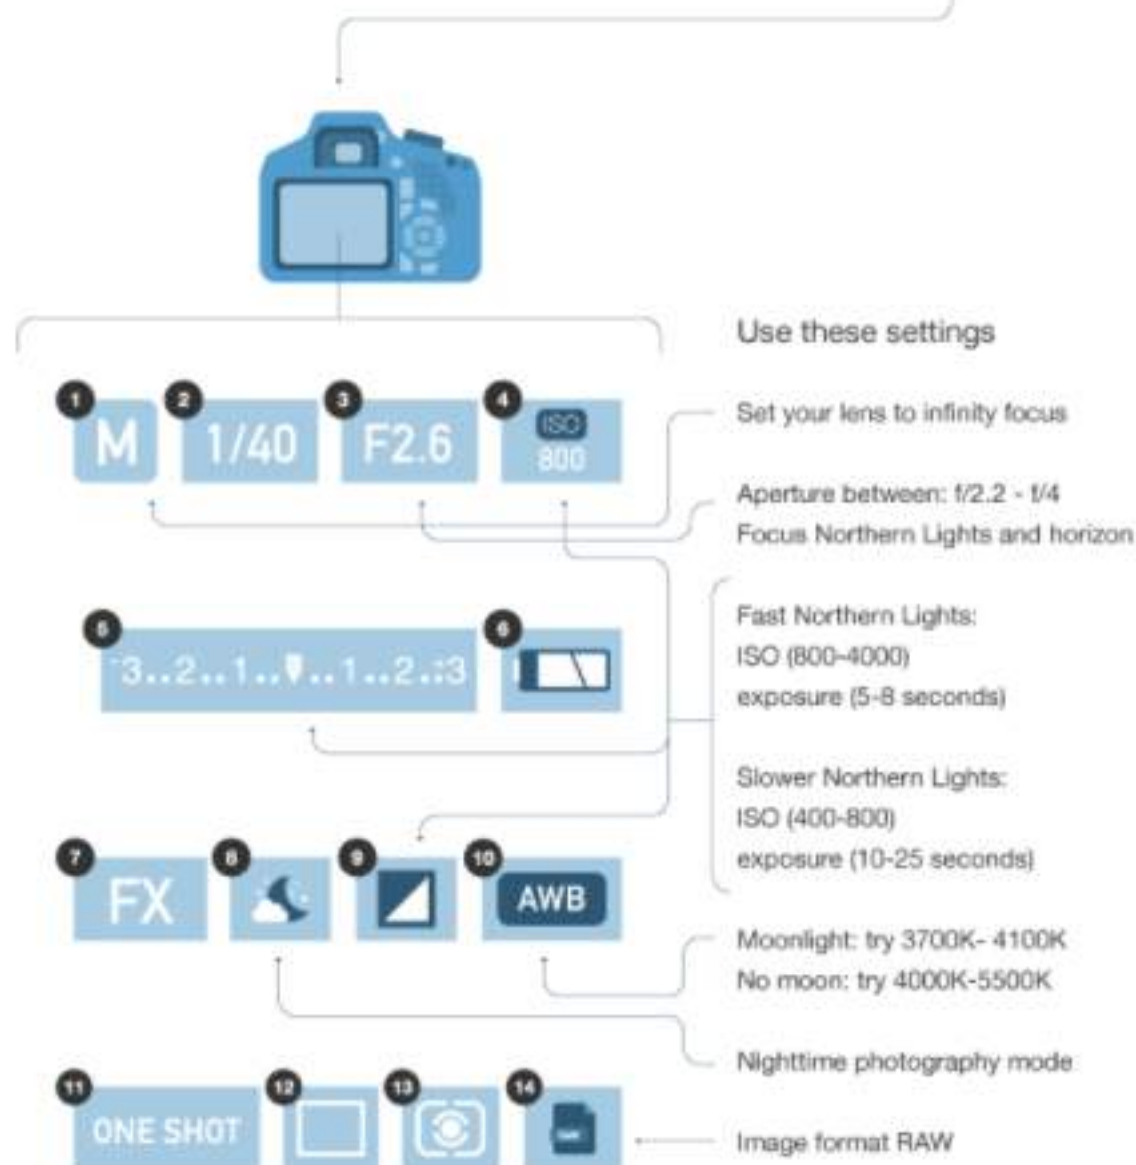 Use these settings
1
2
3
4
M
1/40
F2.6
ISO
800
Set your lens to infinity focus
Aperture between: f/2.2 - f/4
Focus Northern Lights and horizon
5
6
-3..2..1....1..2.:3
Fast Northern Lights:
ISO (800-4000)
exposure (5-8 seconds)
Slower Northern Lights:
ISO (400-800)
exposure (10-25 seconds)
7
8
9
10
FX
AWB
Moonlight: try 3700K- 4100K
No moon: try 4000K-5500K
Nighttime photography mode
11
12
13
14
ONE SHOT
Image format RAW